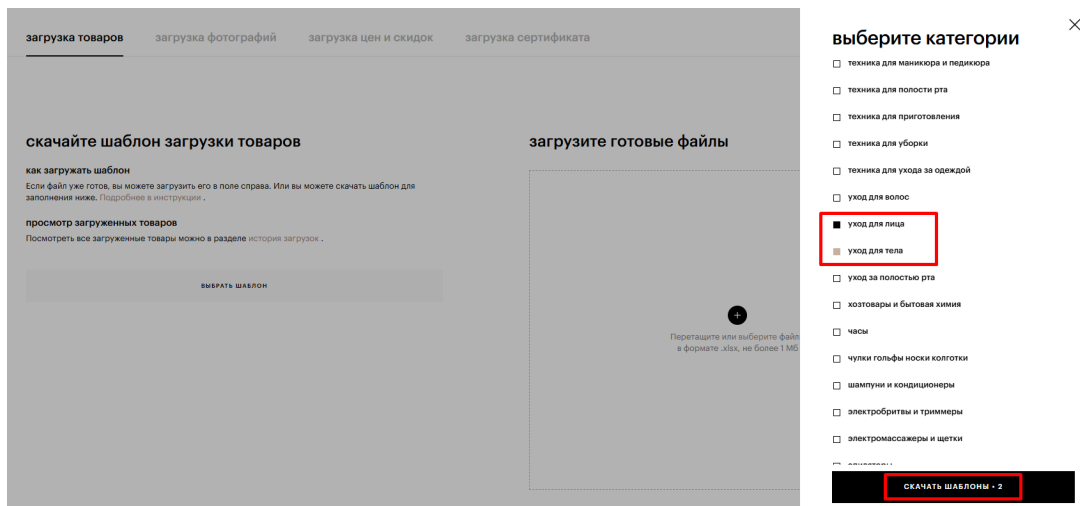 загрузка товаров
загрузка фотографий
загрузка цен и скидок
загрузка сертификата
скачайте шаблон загрузки товаров
как загружать шаблон
Если файл уже готов, вы можете загрузить его в поле справа. Или вы можете скачать шаблон для
заполнения ниже. Подробнее в инструкции .
просмотр загруженных товаров
Посмотреть все загруженные товары можно в разделе история загрузок .
ВЫБРАТЬ ШАБЛОН
загрузите готовые файлы
Перетащите или выберите файл
в формате .xlsx, не более 1 Мб
выберите категории
техника для маникюра и педикюра
техника для полости рта
техника для приготовления
техника для уборки
техника для ухода за одеждой
уход для волос
уход для лица
уход для тела
уход за полостью рта
хозтовары и бытовая химия
часы
чулки гольфы носки колготки
шампуни и кондиционеры
электробритвы и триммеры
электромассажеры и щетки
СКАЧАТЬ ШАБЛОНЫ • 2